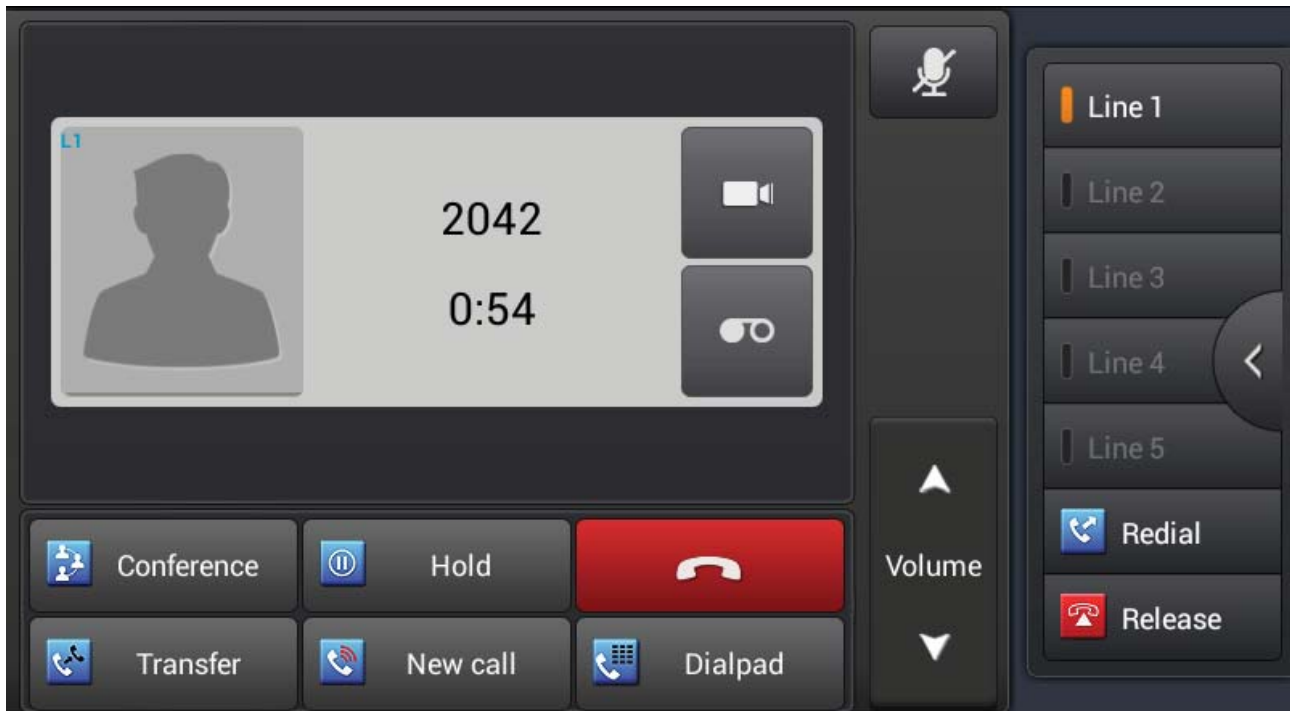 L1
2042
0:54
Conference
Hold
Transfer
New call
Dialpad
Volume
Line 1
Line 2
Line 3
Line 4
Line 5
Redial
Release